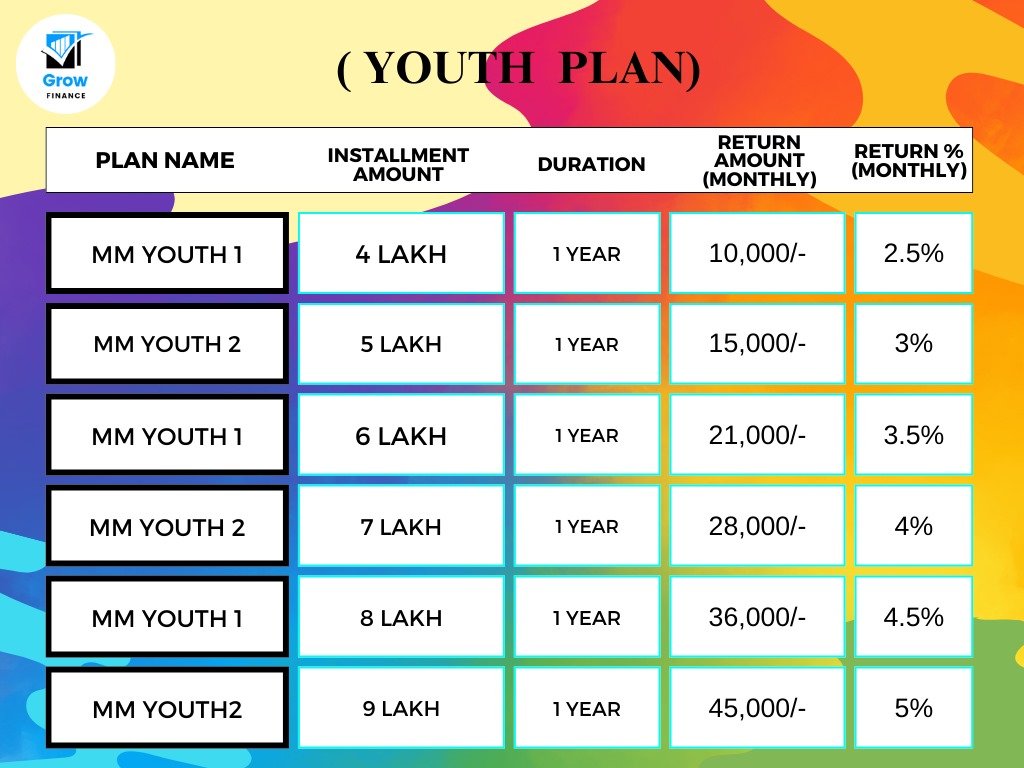 Grow
FINANCE
( YOUTH PLAN)
PLAN NAME
INSTALLMENT
AMOUNT
DURATION
RETURN
AMOUNT
(MONTHLY)
RETURN %
(MONTHLY)
MM YOUTH 1 4 LAKH 1 YEAR 10,000/- 2.5%
MM YOUTH 2 5 LAKH 1 YEAR 15,000/- 3%
MM YOUTH 1 6 LAKH 1 YEAR 21,000/- 3.5%
MM YOUTH 2 7 LAKH 1 YEAR 28,000/- 4%
MM YOUTH 1 8 LAKH 1 YEAR 36,000/- 4.5%
MM YOUTH2 9 LAKH 1 YEAR 45,000/- 5%